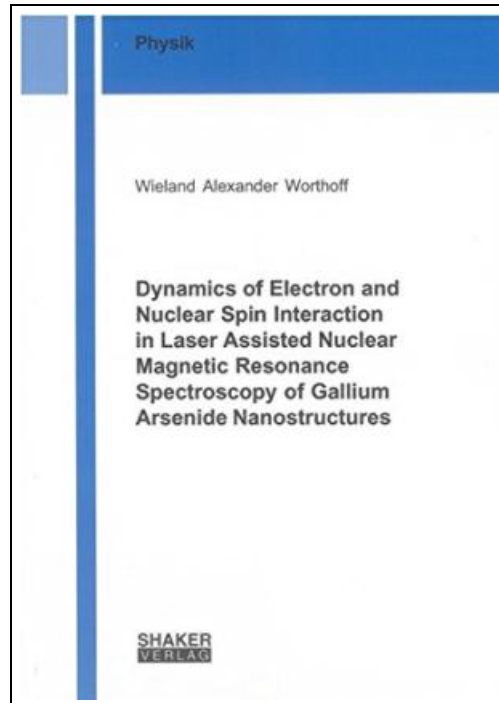 Physik
Wieland Alexander Worthoff
Dynamics of Electron and
Nuclear Spin Interaction
in Laser Assisted Nuclear
Magnetic Resonance
Spectroscopy of Gallium
Arsenide Nanostructures
SHAKER
VERLAG